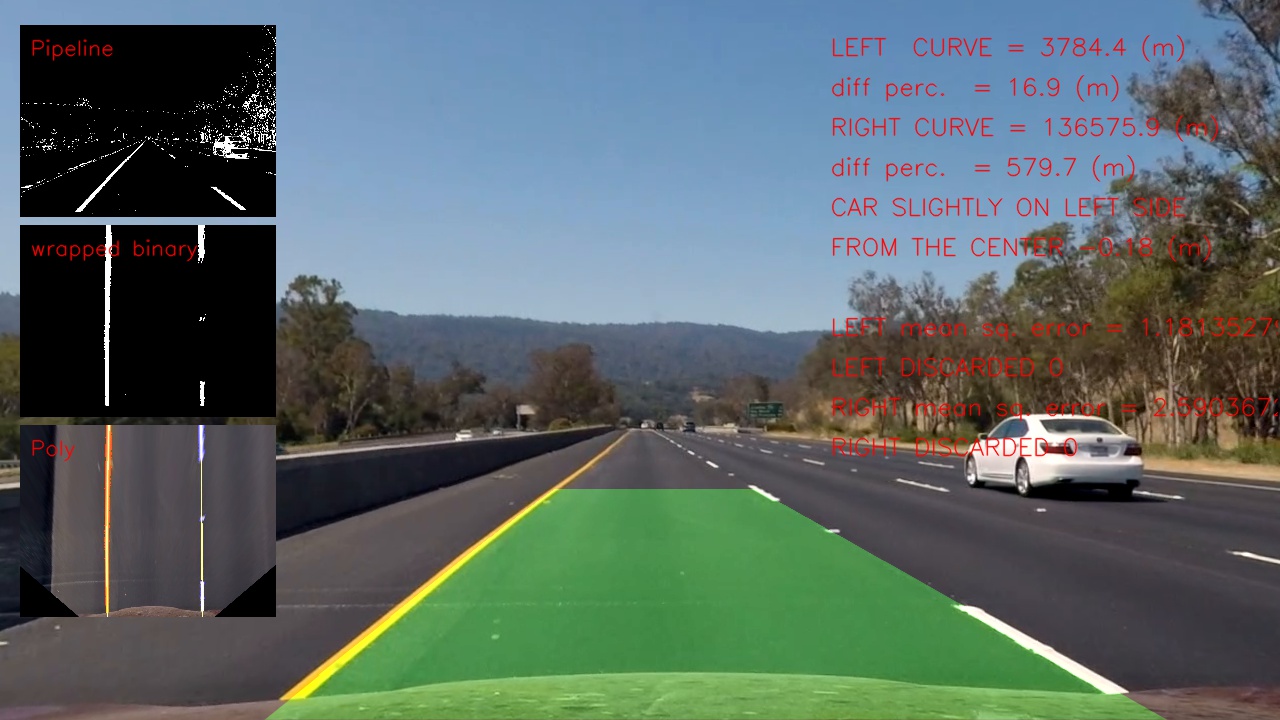 Pipeline
wrapped binary
Poly
LEFT CURVE = 3784.4 (m)
diff perc. = 16.9 (m)
RIGHT CURVE = 136575.9 (m)
diff perc. = 579.7 (m)
CAR SLIGHTLY ON LEFT SIDE
FROM THE CENTER -0.18 (m)
LEFT mean sq. error = 1.1813527
LEFT DISCARDED 0
RIGHT mean sq. error = 2.590367
RIGHT DISCARDED 0